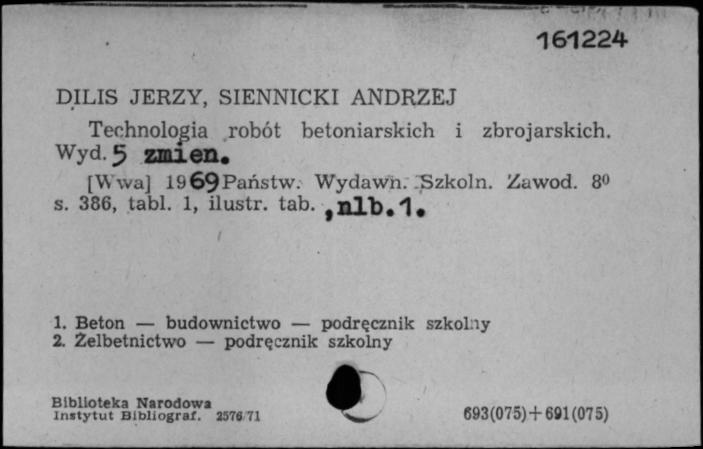 161224
DILIS JERZY, SIENNICKI ANDRZEJ
Technologia robót betoniarskich i zbrojarskich.
Wyd. 5 zmien.
[Wwa] 1969 Państw. Wydawn. Szkoln. Zawod. 8⁰
s. 386, tabl. 1, ilustr. tab. , nlb. 1.
1. Beton — budownictwo — podręcznik szkolny
2. Żelbetnictwo — podręcznik szkolny
Biblioteka Narodowa
Instytut Bibliograf. 2576/71
693(075)+691(075)